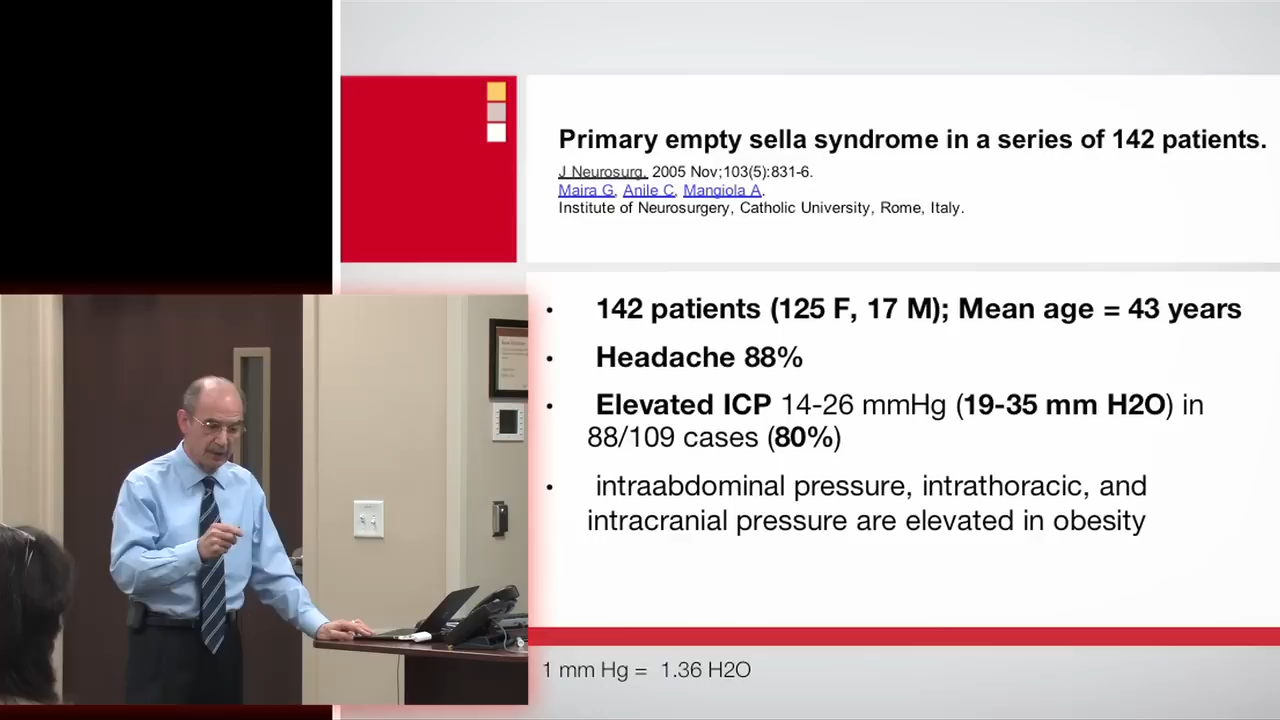 Primary empty sella syndrome in a series of 142 patients.
J Neurosurg. 2005 Nov;103(5):831-6.
Maira G, Anile C, Mangiola A.
Institute of Neurosurgery, Catholic University, Rome, Italy.
• 142 patients (125 F, 17 M); Mean age = 43 years
• Headache 88%
• Elevated ICP 14-26 mmHg (19-35 mm H2O) in
88/109 cases (80%)
• intraabdominal pressure, intrathoracic, and
intracranial pressure are elevated in obesity
1 mm Hg = 1.36 H2O